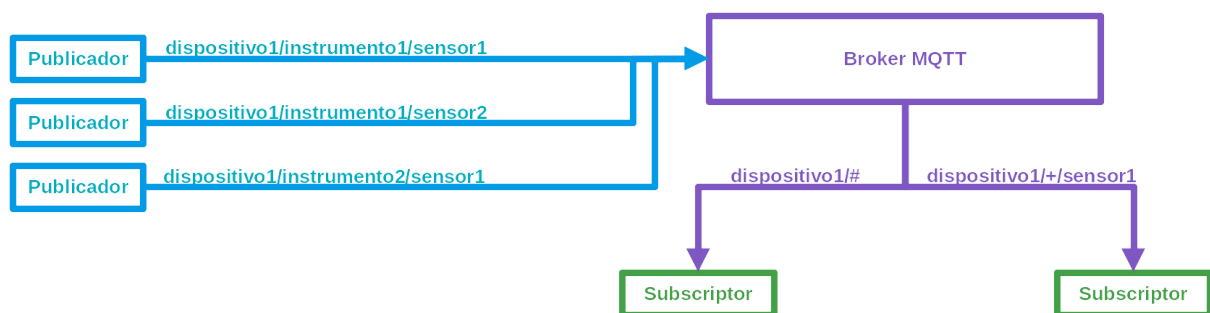 Publicador
dispositivo1/instrumento1/sensor1
Broker MQTT
Publicador
dispositivo1/instrumento1/sensor2
Publicador
dispositivo1/instrumento2/sensor1
dispositivo1/#
dispositivo1/+/sensor1
Subscriptor
Subscriptor